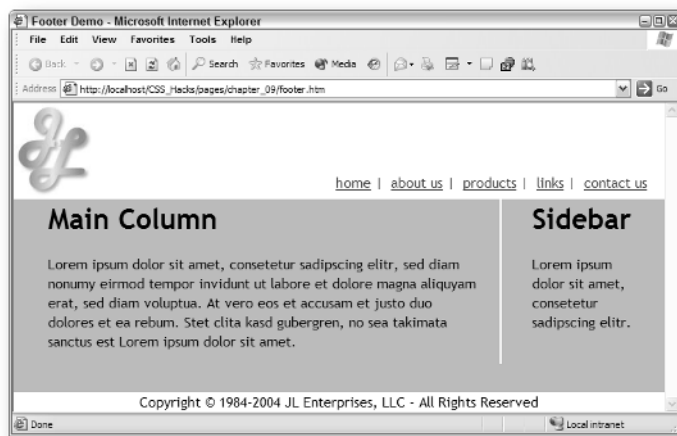 Footer Demo - Microsoft Internet Explorer
File Edit View Favorites Tools Help
Back Search Favorites Media
Address http://localhost/CSS_Hacks/pages/chapter_09/footer.htm Go
JL
home | about us | products | links | contact us
Main Column
Lorem ipsum dolor sit amet, consetetur sadipscing elitr, sed diam
nonumy eirmod tempor invidunt ut labore et dolore magna aliquyam
erat, sed diam voluptua. At vero eos et accusam et justo duo
dolores et ea rebum. Stet clita kasd gubergren, no sea takimata
sanctus est Lorem ipsum dolor sit amet.
Sidebar
Lorem ipsum
dolor sit amet,
consetetur
sadipscing elitr.
Copyright © 1984-2004 JL Enterprises, LLC - All Rights Reserved
Done Local intranet